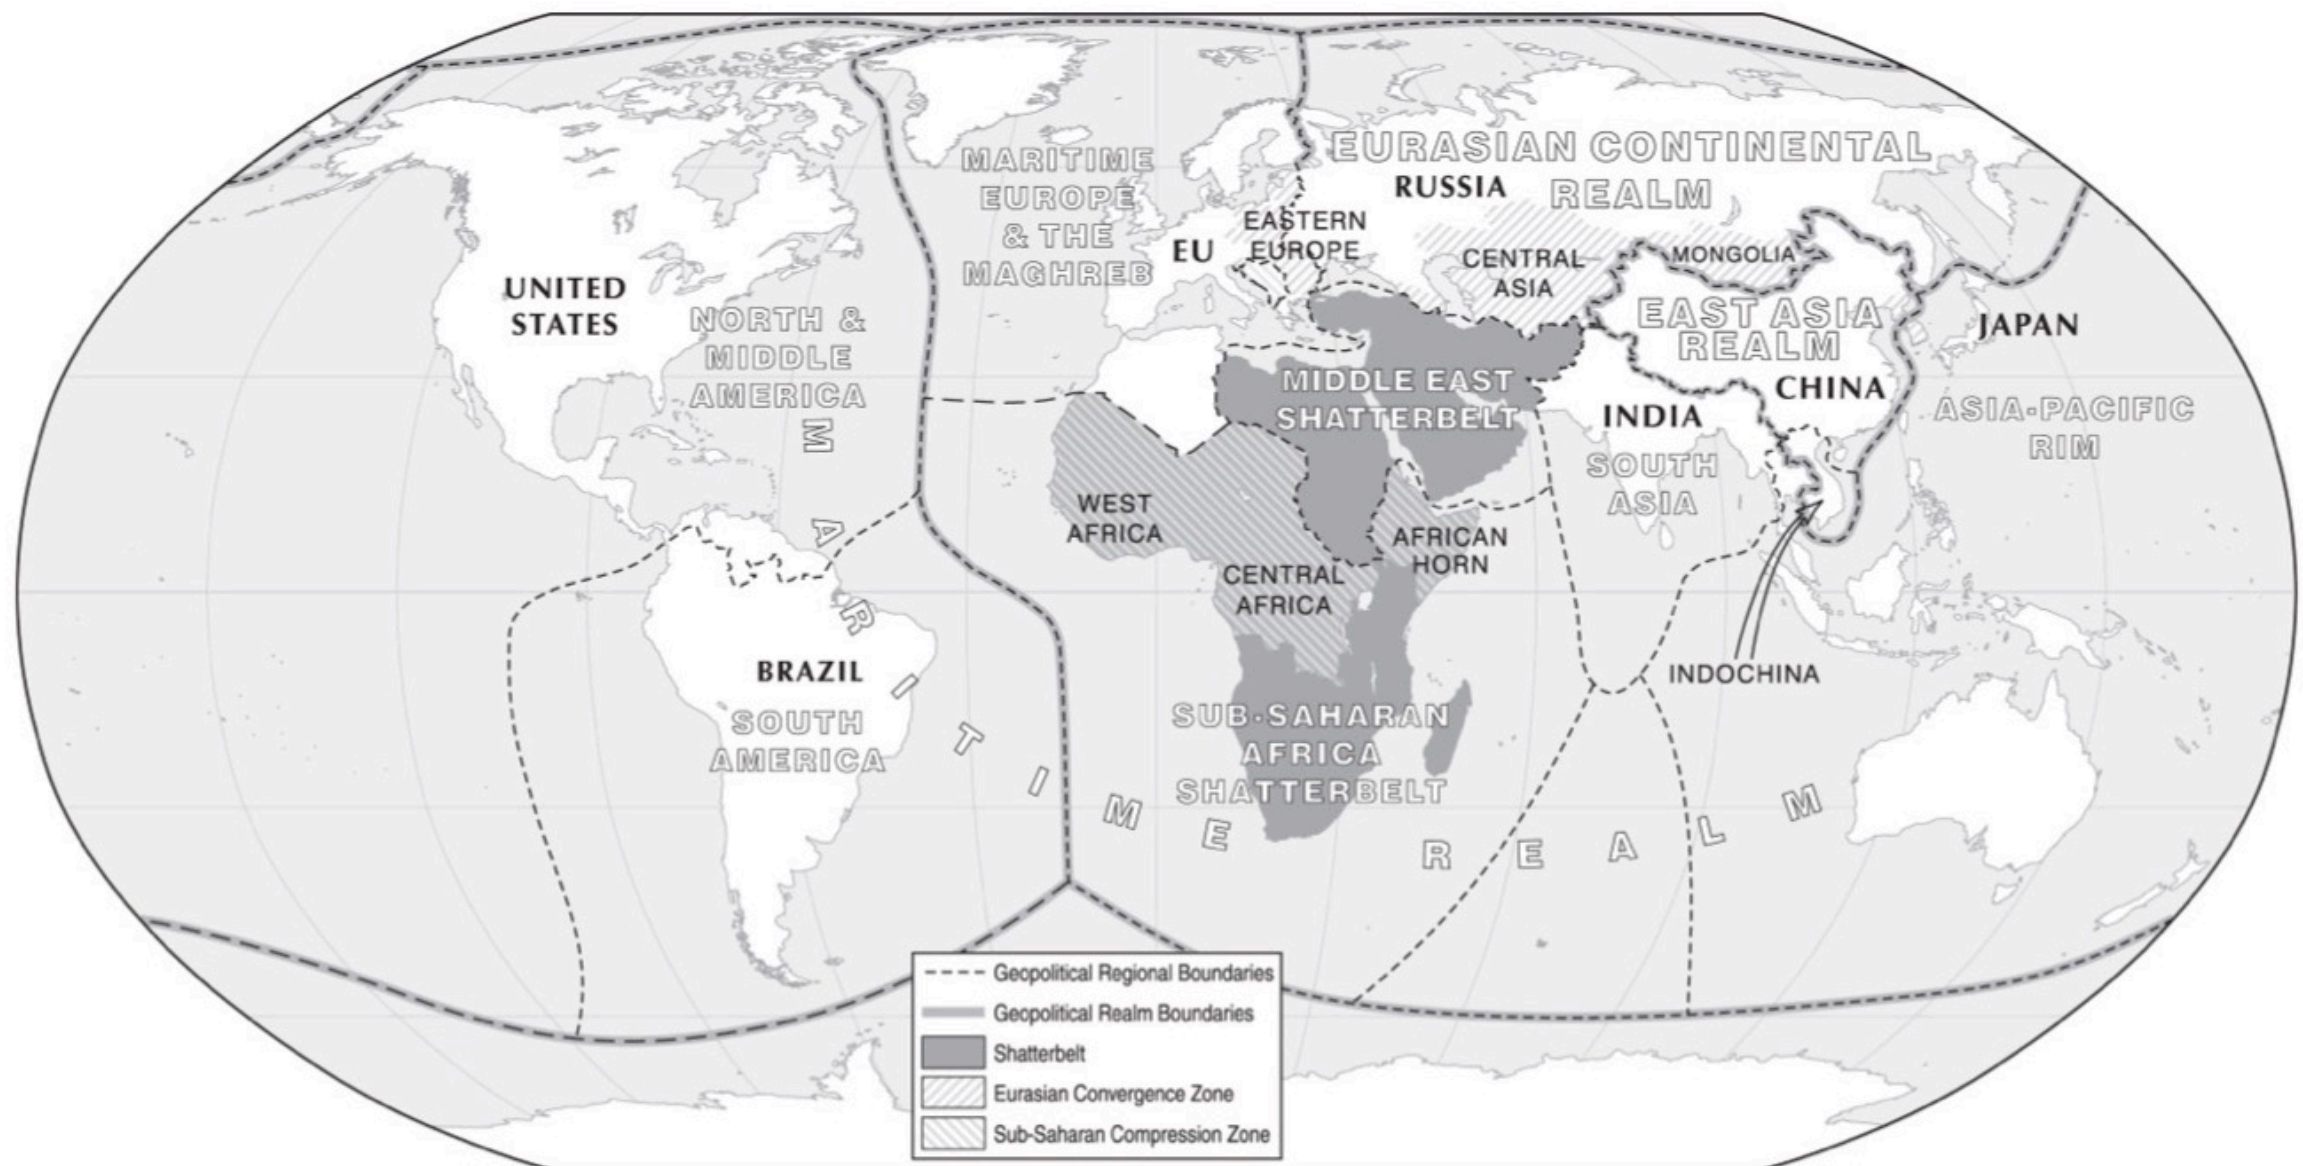 MARITIME
EUROPE
& THE
MAGHREB
EURASIAN CONTINENTAL
REALM
RUSSIA
EASTERN
EUROPE
EU
CENTRAL
ASIA
MONGOLIA
UNITED
STATES
NORTH &
MIDDLE
AMERICA
EAST ASIA
REALM
JAPAN
CHINA
MIDDLE EAST
SHATTERBELT
INDIA
ASIA-PACIFIC
RIM
SOUTH
ASIA
WEST
AFRICA
AFRICAN
HORN
CENTRAL
AFRICA
INDOCHINA
BRAZIL
SOUTH
AMERICA
SUB-SAHARAN
AFRICA
SHATTERBELT
MARITIME REALM
Geopolitical Regional Boundaries
Geopolitical Realm Boundaries
Shatterbelt
Eurasian Convergence Zone
Sub-Saharan Compression Zone